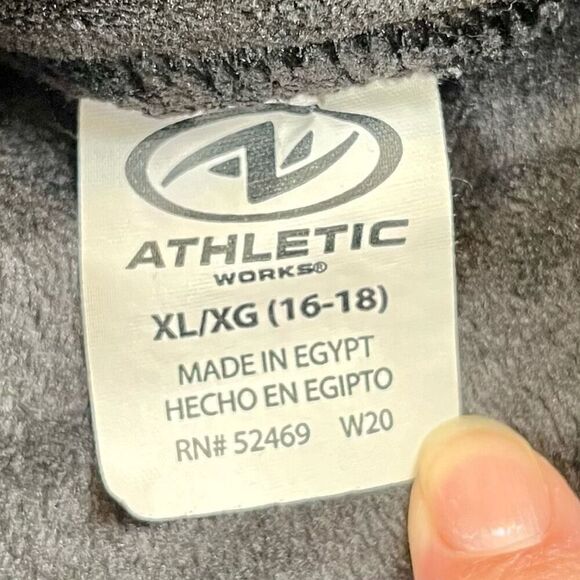 ATHLETIC
WORKS®
XL/XG (16-18)
MADE IN EGYPT
HECHO EN EGIPTO
RN# 52469 W20